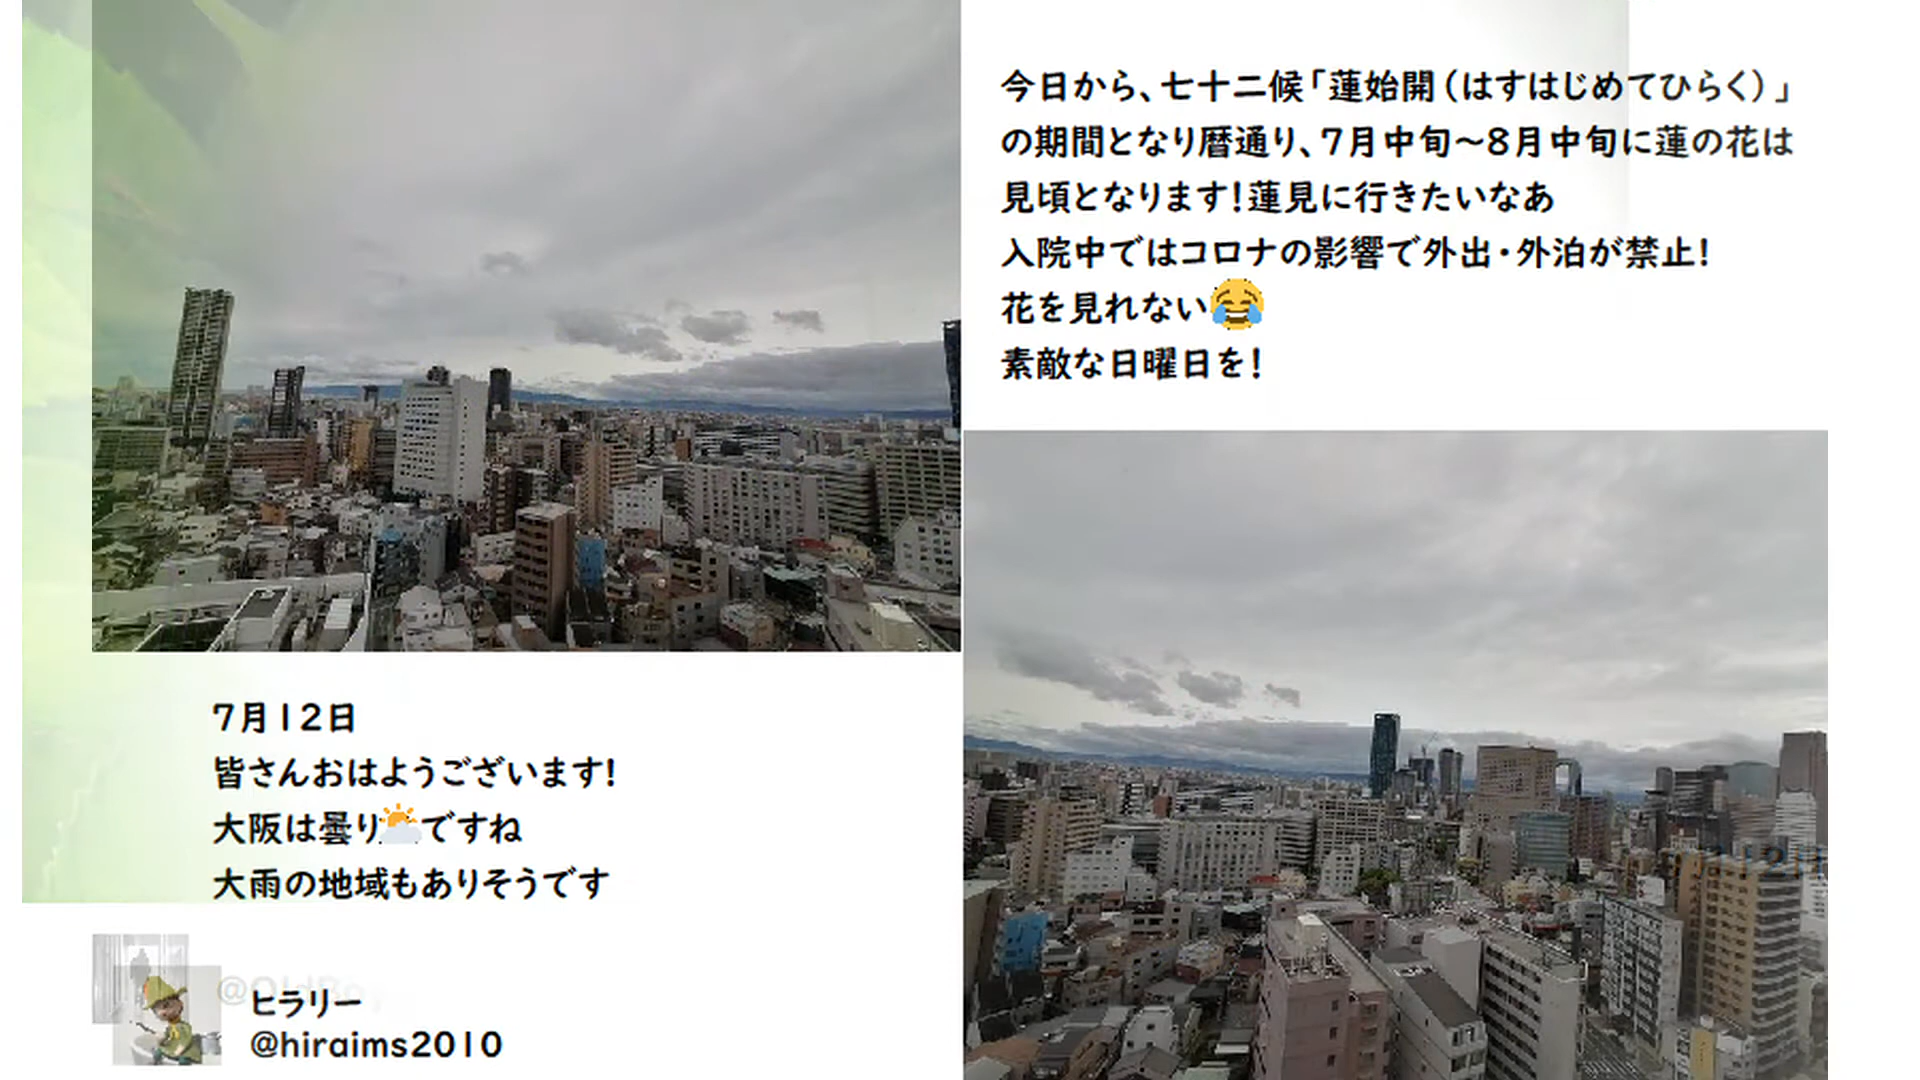 今日から、七十二候「蓮始開（はすはじめてひらく）」
の期間となり暦通り、7月中旬～8月中旬に蓮の花は
見頃となります！蓮見に行きたいなあ
入院中ではコロナの影響で外出・外泊が禁止！
花を見れない😂
素敵な日曜日を！
7月12日
皆さんおはようございます！
大阪は曇り🌤ですね
大雨の地域もありそうです
ヒラリー
@hiraims2010